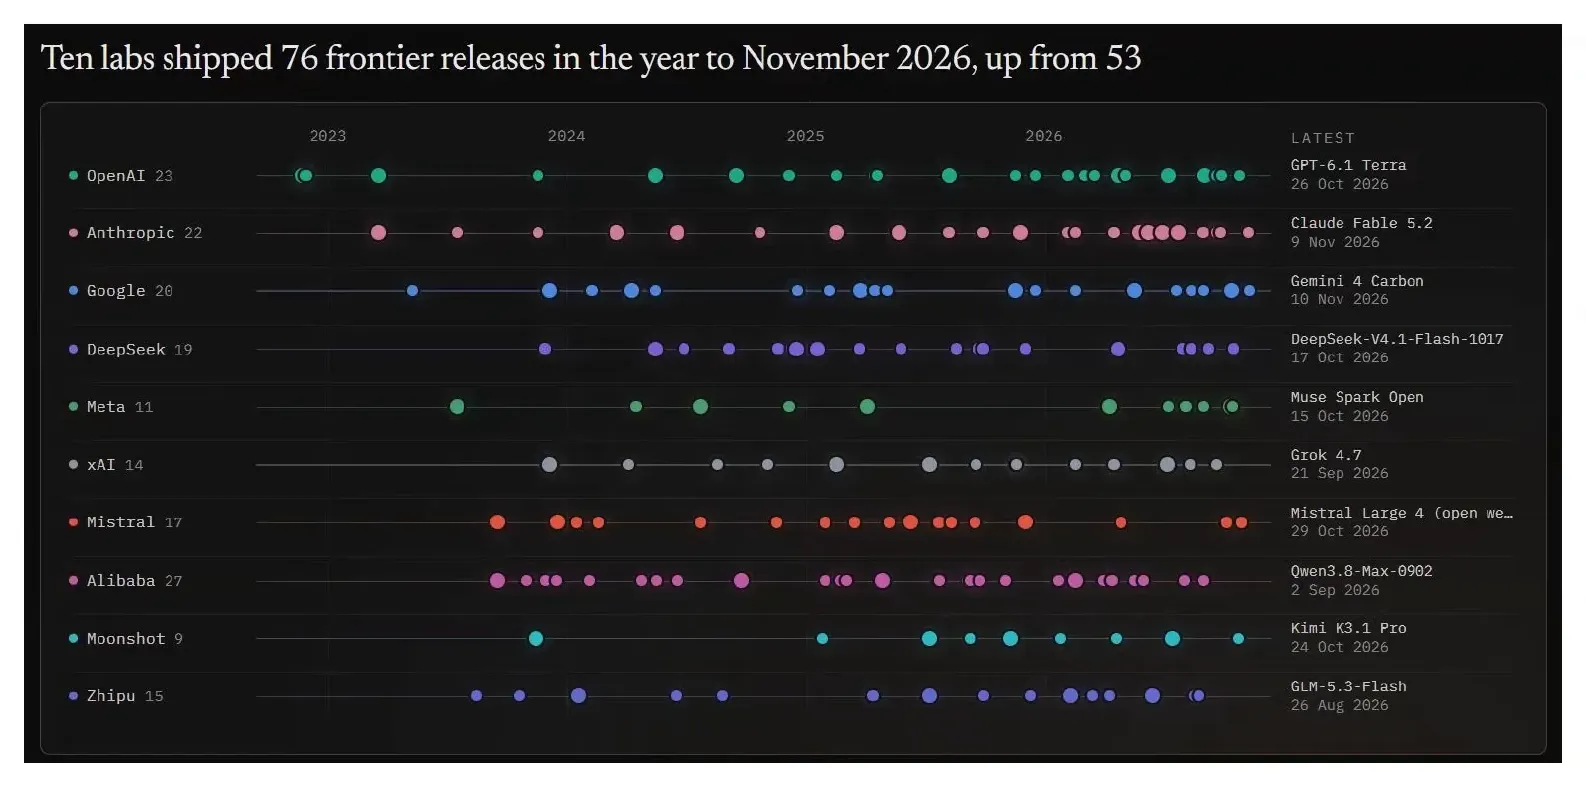 Ten labs shipped 76 frontier releases in the year to November 2026, up from 53
2023 2024 2025 2026 LATEST
OpenAI 23 GPT-6.1 Terra
26 Oct 2026
Anthropic 22 Claude Fable 5.2
9 Nov 2026
Google 20 Gemini 4 Carbon
10 Nov 2026
DeepSeek 19 DeepSeek-V4.1-Flash-1017
17 Oct 2026
Meta 11 Muse Spark Open
15 Oct 2026
xAI 14 Grok 4.7
21 Sep 2026
Mistral 17 Mistral Large 4 (open we…
29 Oct 2026
Alibaba 27 Qwen3.8-Max-0902
2 Sep 2026
Moonshot 9 Kimi K3.1 Pro
24 Oct 2026
Zhipu 15 GLM-5.3-Flash
26 Aug 2026